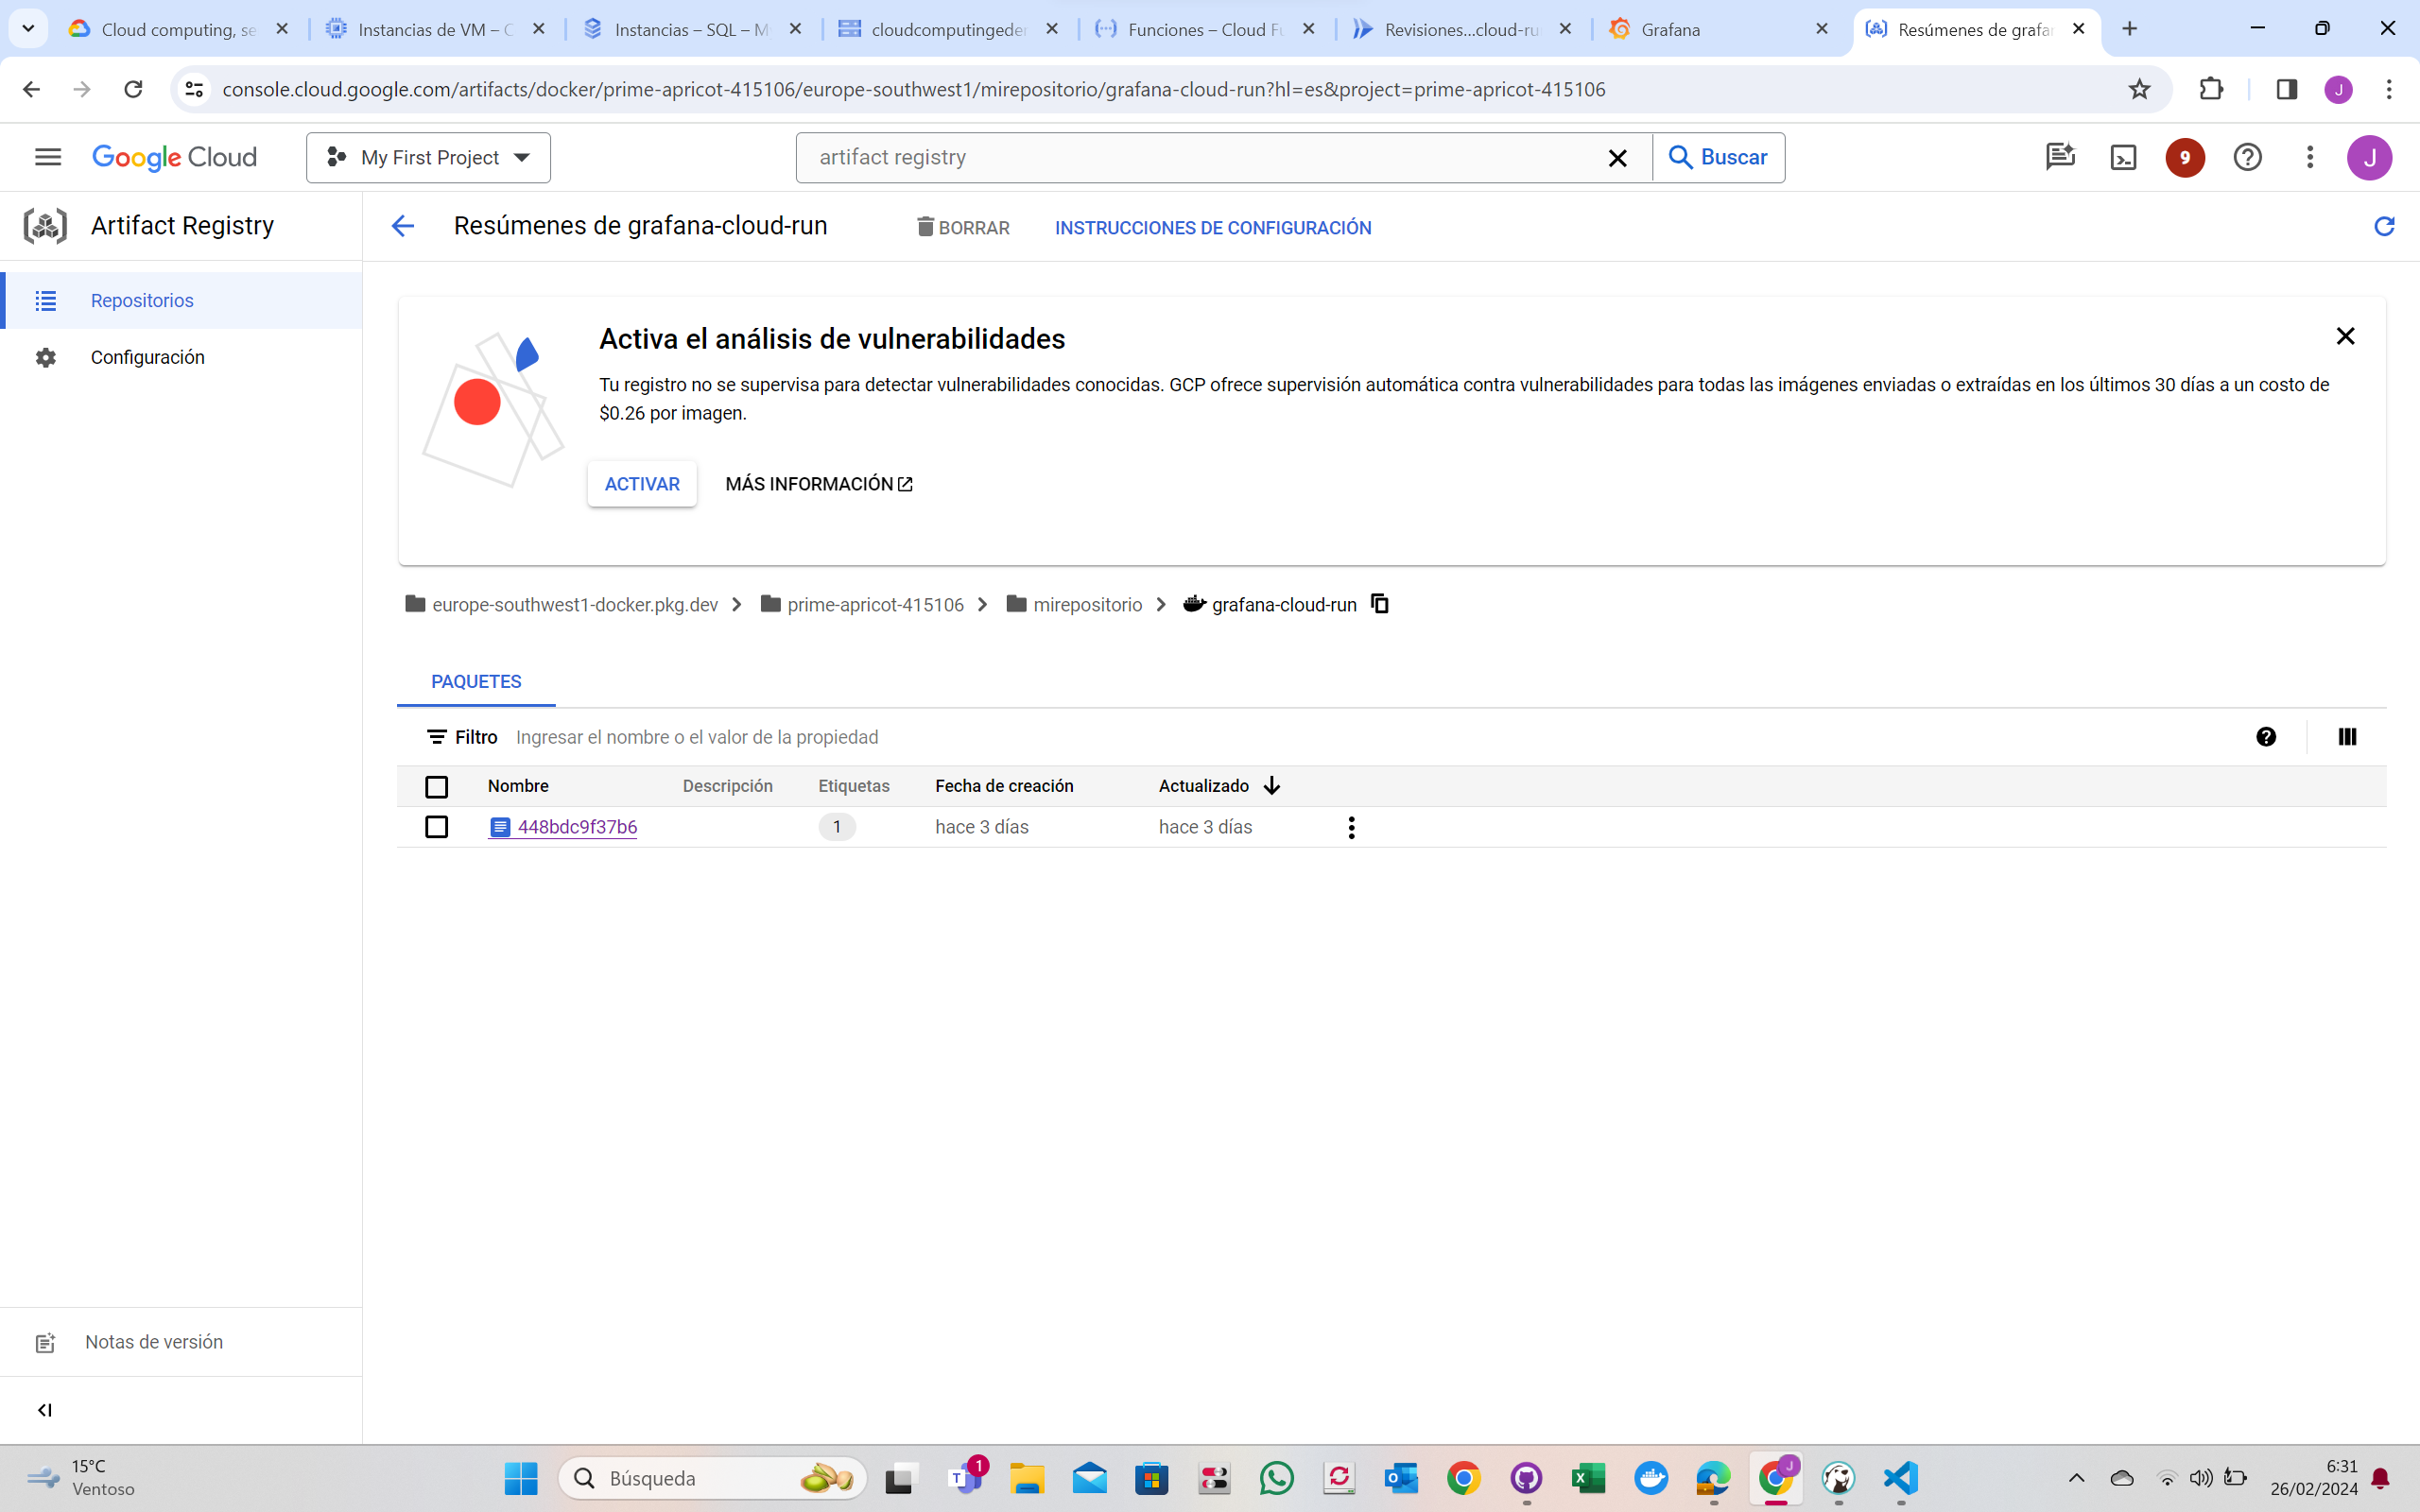 Cloud computing, se
Instancias de VM – C
Instancias – SQL – M
cloudcomputingeder
Funciones – Cloud Fu
Revisiones...cloud-ru
Grafana
Resúmenes de grafan
console.cloud.google.com/artifacts/docker/prime-apricot-415106/europe-southwest1/mirepositorio/grafana-cloud-run?hl=es&project=prime-apricot-415106
J
Google Cloud
My First Project
artifact registry
Buscar
9
J
Artifact Registry
Resúmenes de grafana-cloud-run
BORRAR
INSTRUCCIONES DE CONFIGURACIÓN
Repositorios
Configuración
Activa el análisis de vulnerabilidades
Tu registro no se supervisa para detectar vulnerabilidades conocidas. GCP ofrece supervisión automática contra vulnerabilidades para todas las imágenes enviadas o extraídas en los últimos 30 días a un costo de
$0.26 por imagen.
ACTIVAR
MÁS INFORMACIÓN
europe-southwest1-docker.pkg.dev
prime-apricot-415106
mirepositorio
grafana-cloud-run
PAQUETES
Filtro
Ingresar el nombre o el valor de la propiedad
Nombre Descripción Etiquetas Fecha de creación Actualizado
448bdc9f37b6 1 hace 3 días hace 3 días
Notas de versión
15°C
Ventoso
Búsqueda
1
J
6:31
26/02/2024